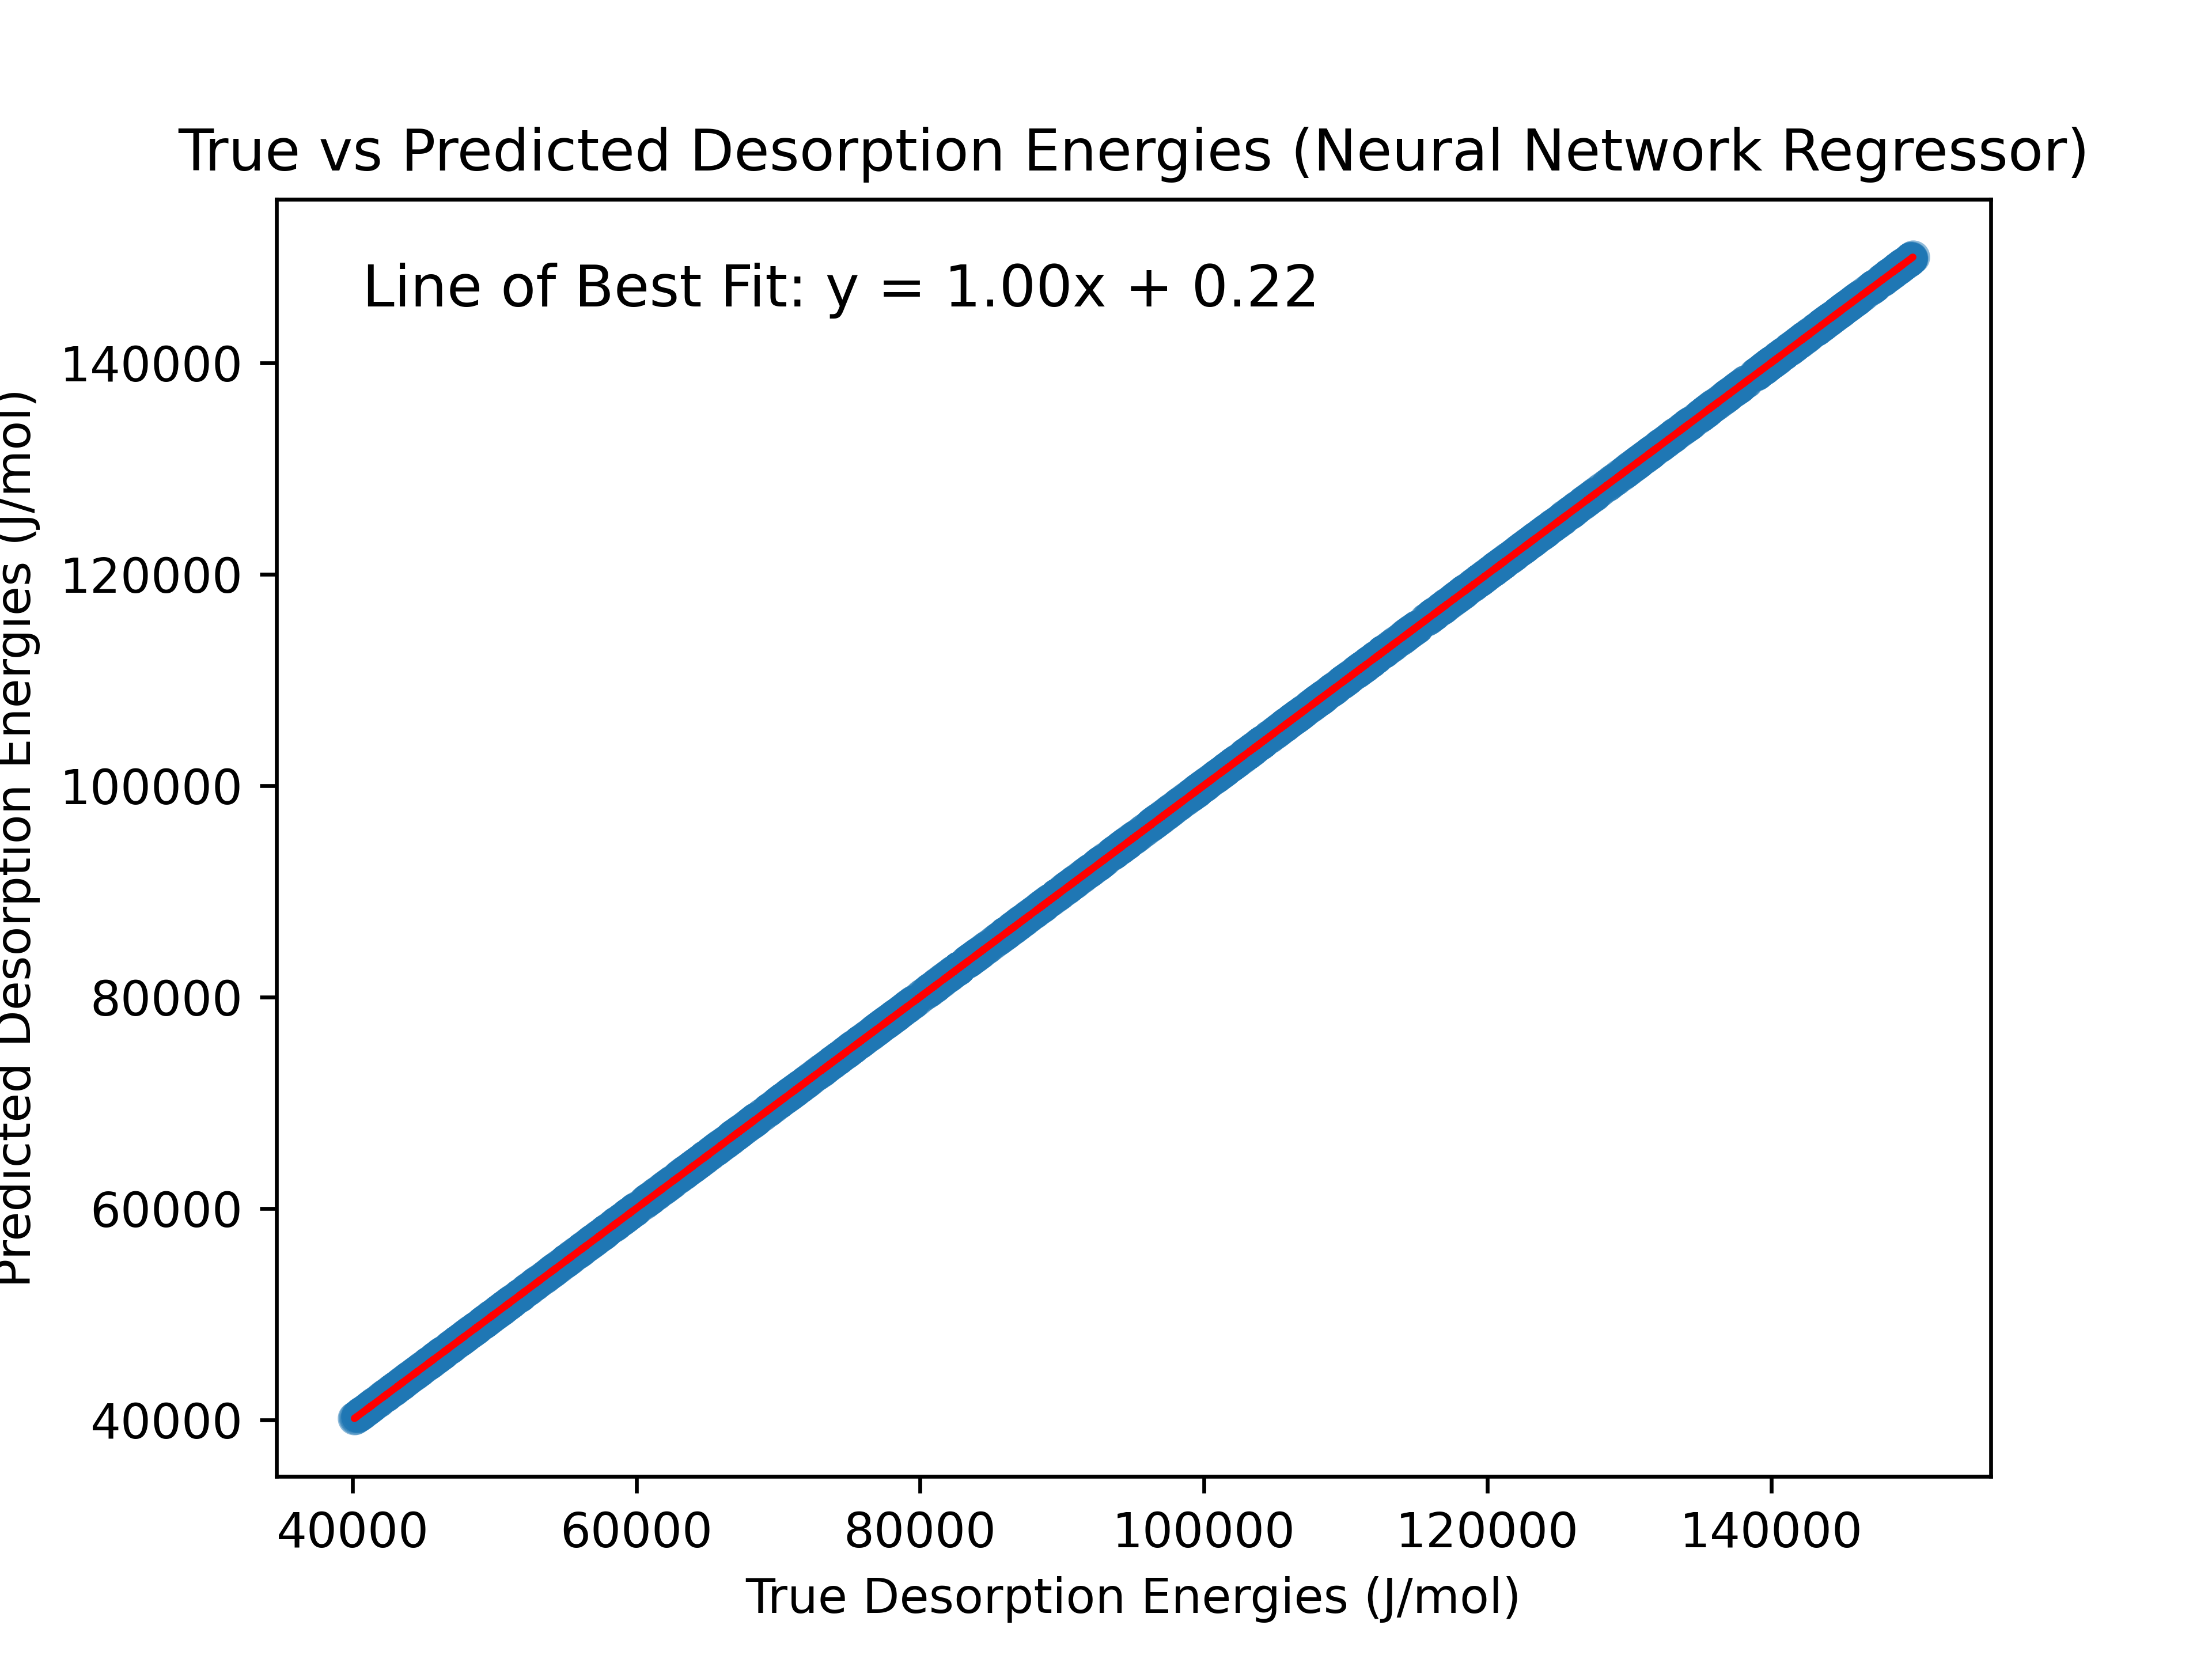 True vs Predicted Desorption Energies (Neural Network Regressor)
Line of Best Fit: y = 1.00x + 0.22
Predicted Desorption Energies (J/mol)
140000
120000
100000
80000
60000
40000
40000 60000 80000 100000 120000 140000
True Desorption Energies (J/mol)